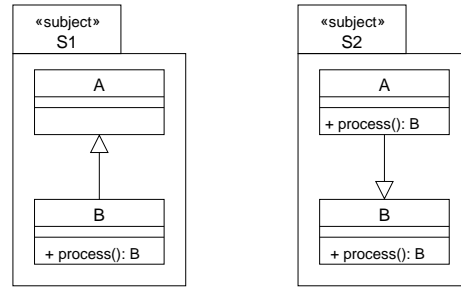 «subject»
S1
A
B
+ process(): B
«subject»
S2
A
+ process(): B
B
+ process(): B